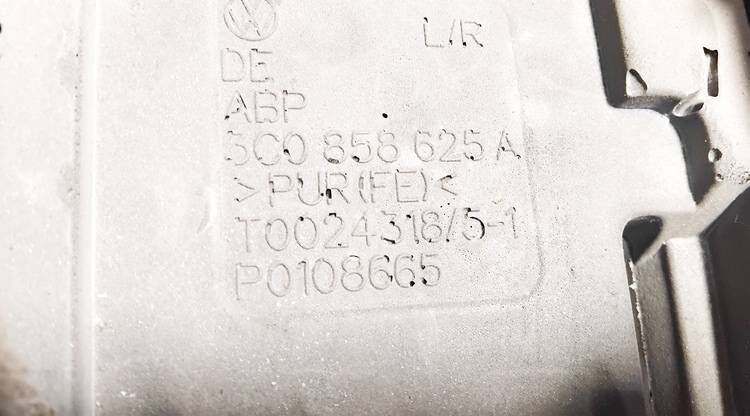 L/R
DE
ABP
3C0 858 625 A
>PUR(FE)<
T0024318/5-1
P0108665